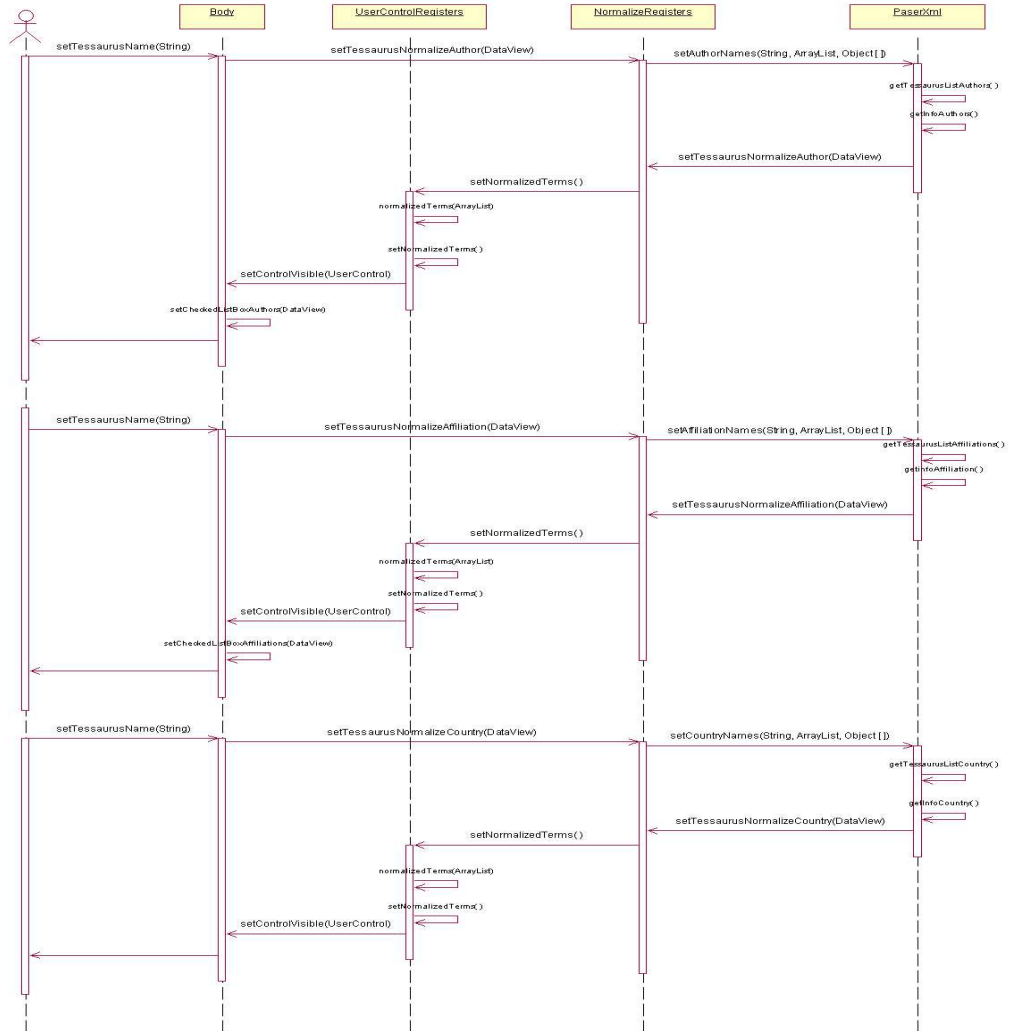 Body
UserControlRegisters
NormalizeRegisters
PaserXml
setTessaurusName(String)
setTessaurusNormalizeAuthor(DataView)
setAuthorNames(String, ArrayList, Object [ ])
getTessaurusListAuthors( )
getInfoAuthors( )
setTessaurusNormalizeAuthor(DataView)
setNormalizedTerms( )
normalizedTerms(ArrayList)
setNormalizedTerms( )
setControlVisible(UserControl)
setCheckedListBoxAuthors(DataView)
setTessaurusName(String)
setTessaurusNormalizeAffiliation(DataView)
setAffiliationNames(String, ArrayList, Object [ ])
getTessaurusListAffiliations( )
getinfoAffiliation( )
setTessaurusNormalizeAffiliation(DataView)
setNormalizedTerms( )
normalizedTerms(ArrayList)
setNormalizedTerms( )
setControlVisible(UserControl)
setCheckedListBoxAffiliations(DataView)
setTessaurusName(String)
setTessaurusNormalizeCountry(DataView)
setCountryNames(String, ArrayList, Object [ ])
getTessaurusListCountry( )
getInfoCountry( )
setTessaurusNormalizeCountry(DataView)
setNormalizedTerms( )
normalizedTerms(ArrayList)
setNormalizedTerms( )
setControlVisible(UserControl)